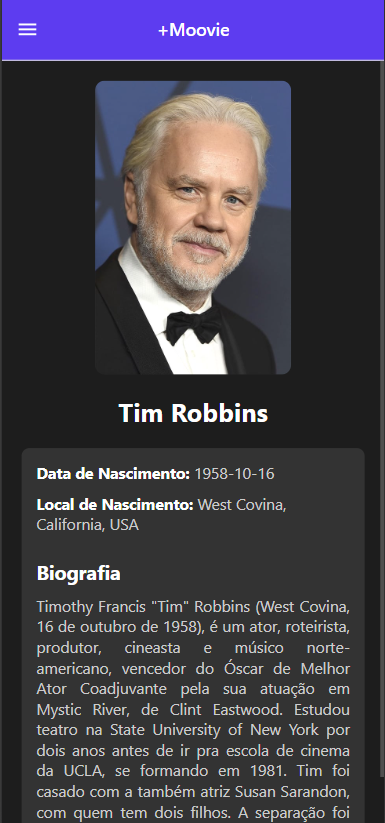 +Moovie
Tim Robbins
Data de Nascimento: 1958-10-16
Local de Nascimento: West Covina,
California, USA
Biografia
Timothy Francis "Tim" Robbins (West Covina,
16 de outubro de 1958), é um ator, roteirista,
produtor, cineasta e músico norte-
americano, vencedor do Óscar de Melhor
Ator Coadjuvante pela sua atuação em
Mystic River, de Clint Eastwood. Estudou
teatro na State University of New York por
dois anos antes de ir pra escola de cinema
da UCLA, se formando em 1981. Tim foi
casado com a também atriz Susan Sarandon,
com quem tem dois filhos. A separação foi